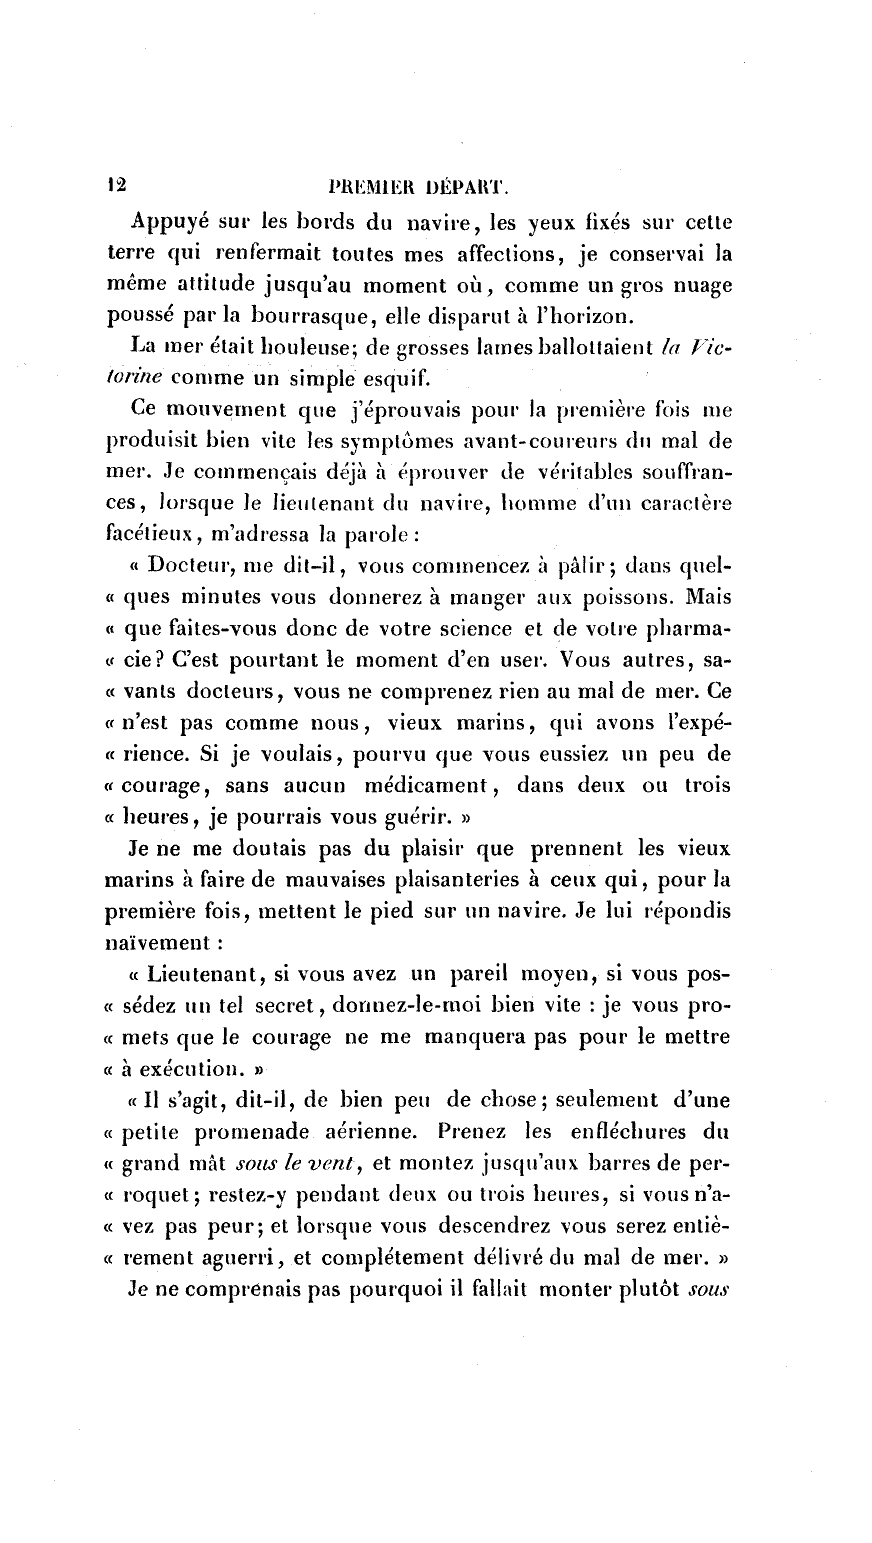 12 PREMIER DÉPART.
Appuyé sur les bords du navire, les yeux fixés sur cette
terre qui renfermait toutes mes affections, je conservai la
même attitude jusqu'au moment où, comme un gros nuage
poussé par la bourrasque, elle disparut à l'horizon.
La mer était houleuse; de grosses lames ballottaient la Vic-
torine comme un simple esquif.
Ce mouvement que j'éprouvais pour la première fois me
produisit bien vite les symptômes avant-coureurs du mal de
mer. Je commençais déjà à éprouver de véritables souffran-
ces, lorsque le lieutenant du navire, homme d'un caractère
facétieux, m'adressa la parole :
« Docteur, me dit-il, vous commencez à pâlir; dans quel-
« ques minutes vous donnerez à manger aux poissons. Mais
« que faites-vous donc de votre science et de votre pharma-
« cie? C'est pourtant le moment d'en user. Vous autres, sa-
« vants docteurs, vous ne comprenez rien au mal de mer. Ce
« n'est pas comme nous, vieux marins, qui avons l'expé-
« rience. Si je voulais, pourvu que vous eussiez un peu de
« courage, sans aucun médicament, dans deux ou trois
« heures, je pourrais vous guérir. »
Je ne me doutais pas du plaisir que prennent les vieux
marins à faire de mauvaises plaisanteries à ceux qui, pour la
première fois, mettent le pied sur un navire. Je lui répondis
naïvement :
« Lieutenant, si vous avez un pareil moyen, si vous pos-
« sédez un tel secret, donnez-le-moi bien vite : je vous pro-
« mets que le courage ne me manquera pas pour le mettre
« à exécution. »
« Il s'agit, dit-il, de bien peu de chose; seulement d'une
« petite promenade aérienne. Prenez les enfléchures du
« grand mât sous le vent, et montez jusqu'aux barres de per-
« roquet; restez-y pendant deux ou trois heures, si vous n'a-
« vez pas peur; et lorsque vous descendrez vous serez entiè-
« rement aguerri, et complétement délivré du mal de mer. »
Je ne comprenais pas pourquoi il fallait monter plutôt sous